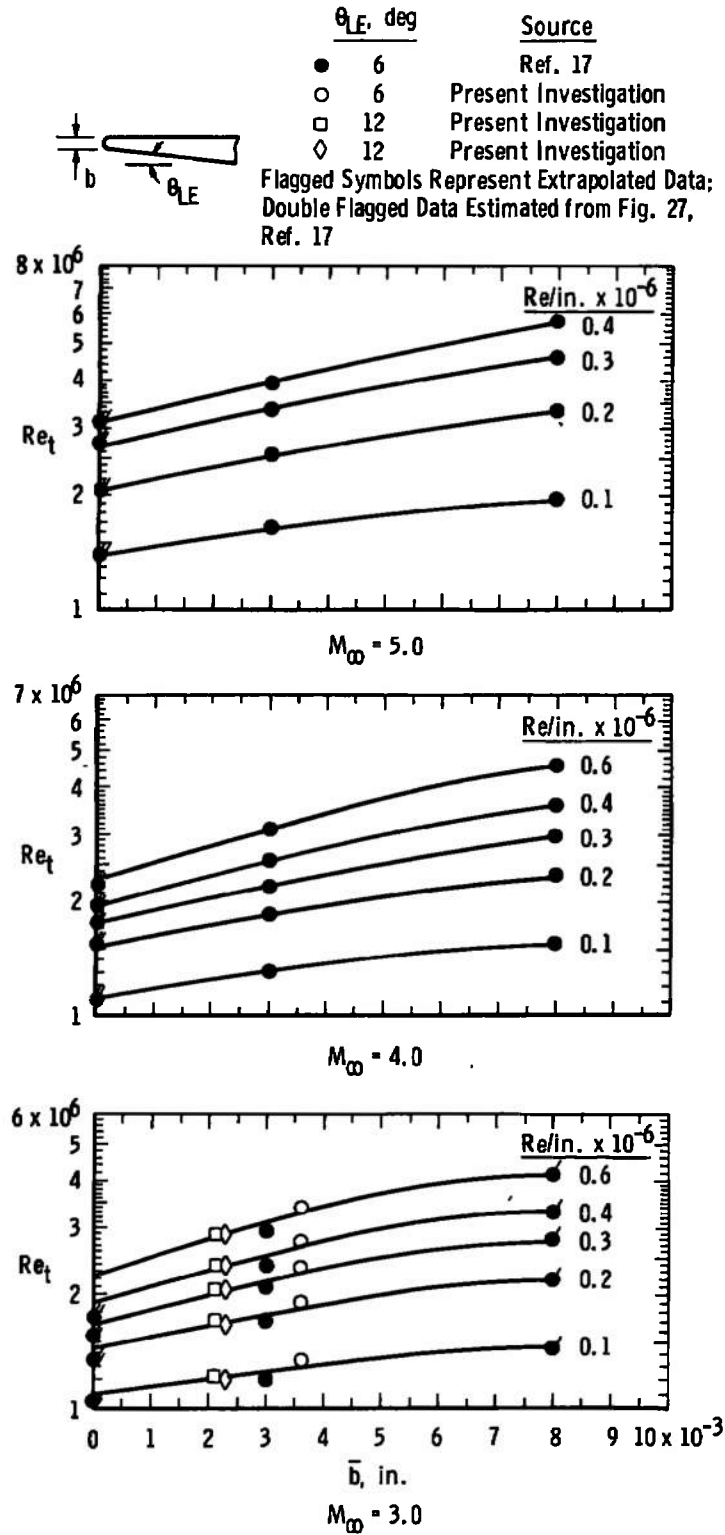 θLE, deg Source
● 6 Ref. 17
○ 6 Present Investigation
□ 12 Present Investigation
◇ 12 Present Investigation
b
θLE
Flagged Symbols Represent Extrapolated Data;
Double Flagged Data Estimated from Fig. 27,
Ref. 17
8 x 10^6
7
6
5
4
3
2
1
Re_t
Re/in. x 10^-6
0.4
0.3
0.2
0.1
M∞ = 5.0
7 x 10^6
6
5
4
3
2
1
Re_t
Re/in. x 10^-6
0.6
0.4
0.3
0.2
0.1
M∞ = 4.0
6 x 10^6
5
4
3
2
1
Re_t
Re/in. x 10^-6
0.6
0.4
0.3
0.2
0.1
0 1 2 3 4 5 6 7 8 9 10 x 10^-3
b̄, in.
M∞ = 3.0